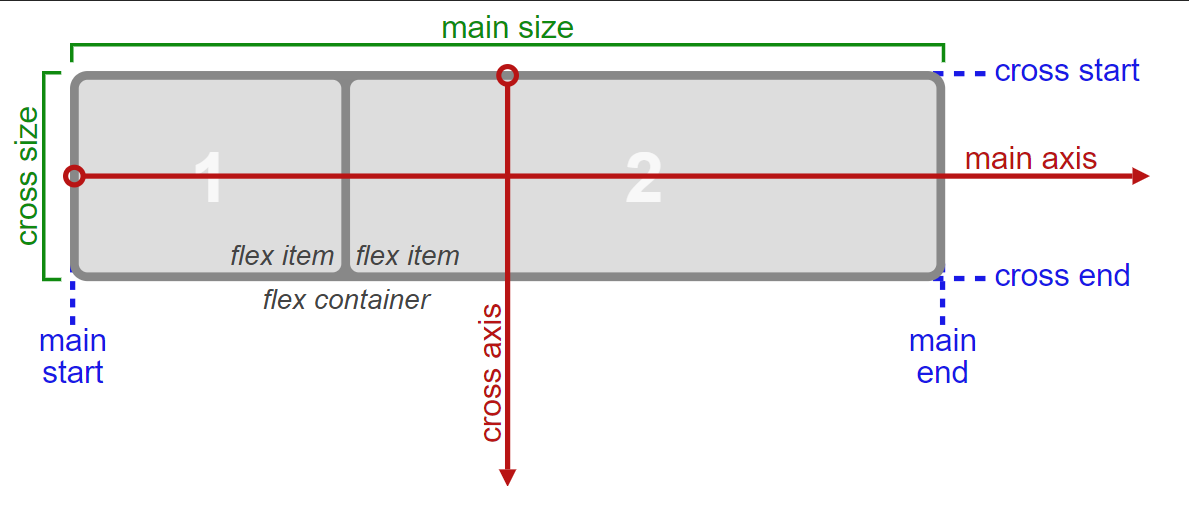 main size
cross start
cross size
1
2
main axis
flex item
flex item
cross end
flex container
cross axis
main
start
main
end